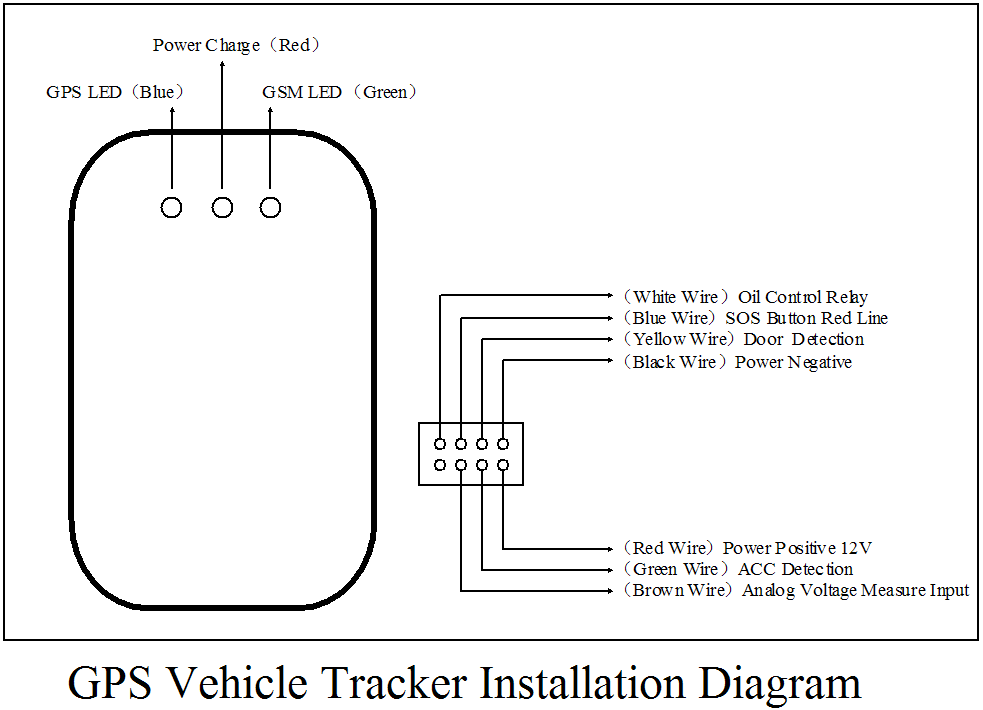 Power Charge（Red）
GPS LED（Blue）
GSM LED（Green）
（White Wire）Oil Control Relay
（Blue Wire）SOS Button Red Line
（Yellow Wire）Door Detection
（Black Wire）Power Negative
（Red Wire）Power Positive 12V
（Green Wire）ACC Detection
（Brown Wire）Analog Voltage Measure Input
GPS Vehicle Tracker Installation Diagram